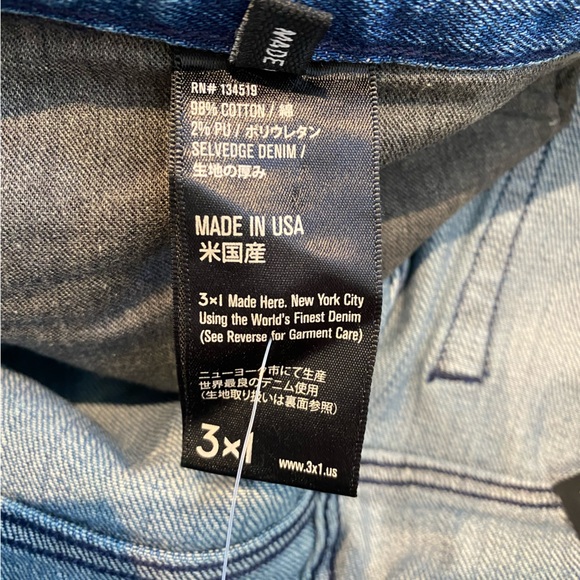 MADE
RN# 134519
98% COTTON / 綿
2% PU / ポリウレタン
SELVEDGE DENIM /
生地の厚み
MADE IN USA
米国産
3×1 Made Here. New York City
Using the World's Finest Denim
(See Reverse for Garment Care)
ニューヨーク市にて生産
世界最良のデニム使用
(生地取り扱いは裏面参照)
3×1
www.3x1.us